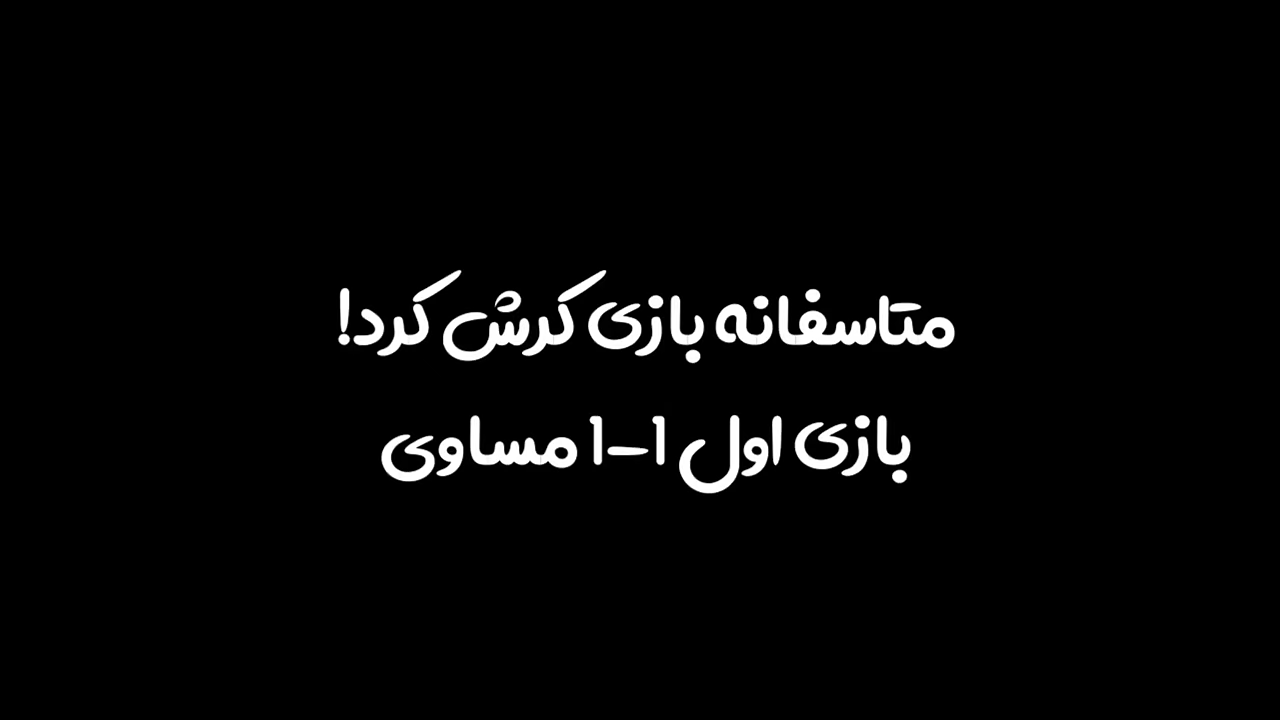 متاسفانه بازی کرش کرد!
بازی اول ۱-۱ مساوی